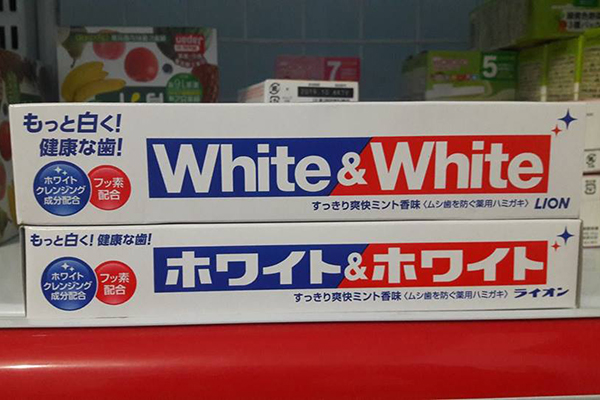 7
5
もっと白く!
健康な歯!
ホワイト
クレンジング
成分配合
フッ素
配合
White & White
すっきり爽快ミント香味〈ムシ歯を防ぐ薬用ハミガキ〉 LION
もっと白く! 健康な歯!
ホワイト
クレンジング
成分配合
フッ素
配合
ホワイト&ホワイト
すっきり爽快ミント香味〈ムシ歯を防ぐ薬用ハミガキ〉 ライオン